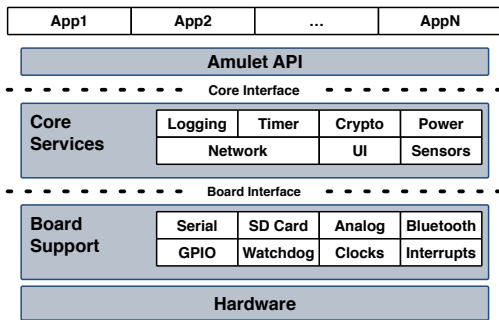 App1 App2 ... AppN
Amulet API
Core Interface
Core Services
Logging Timer Crypto Power
Network UI Sensors
Board Interface
Board Support
Serial SD Card Analog Bluetooth
GPIO Watchdog Clocks Interrupts
Hardware